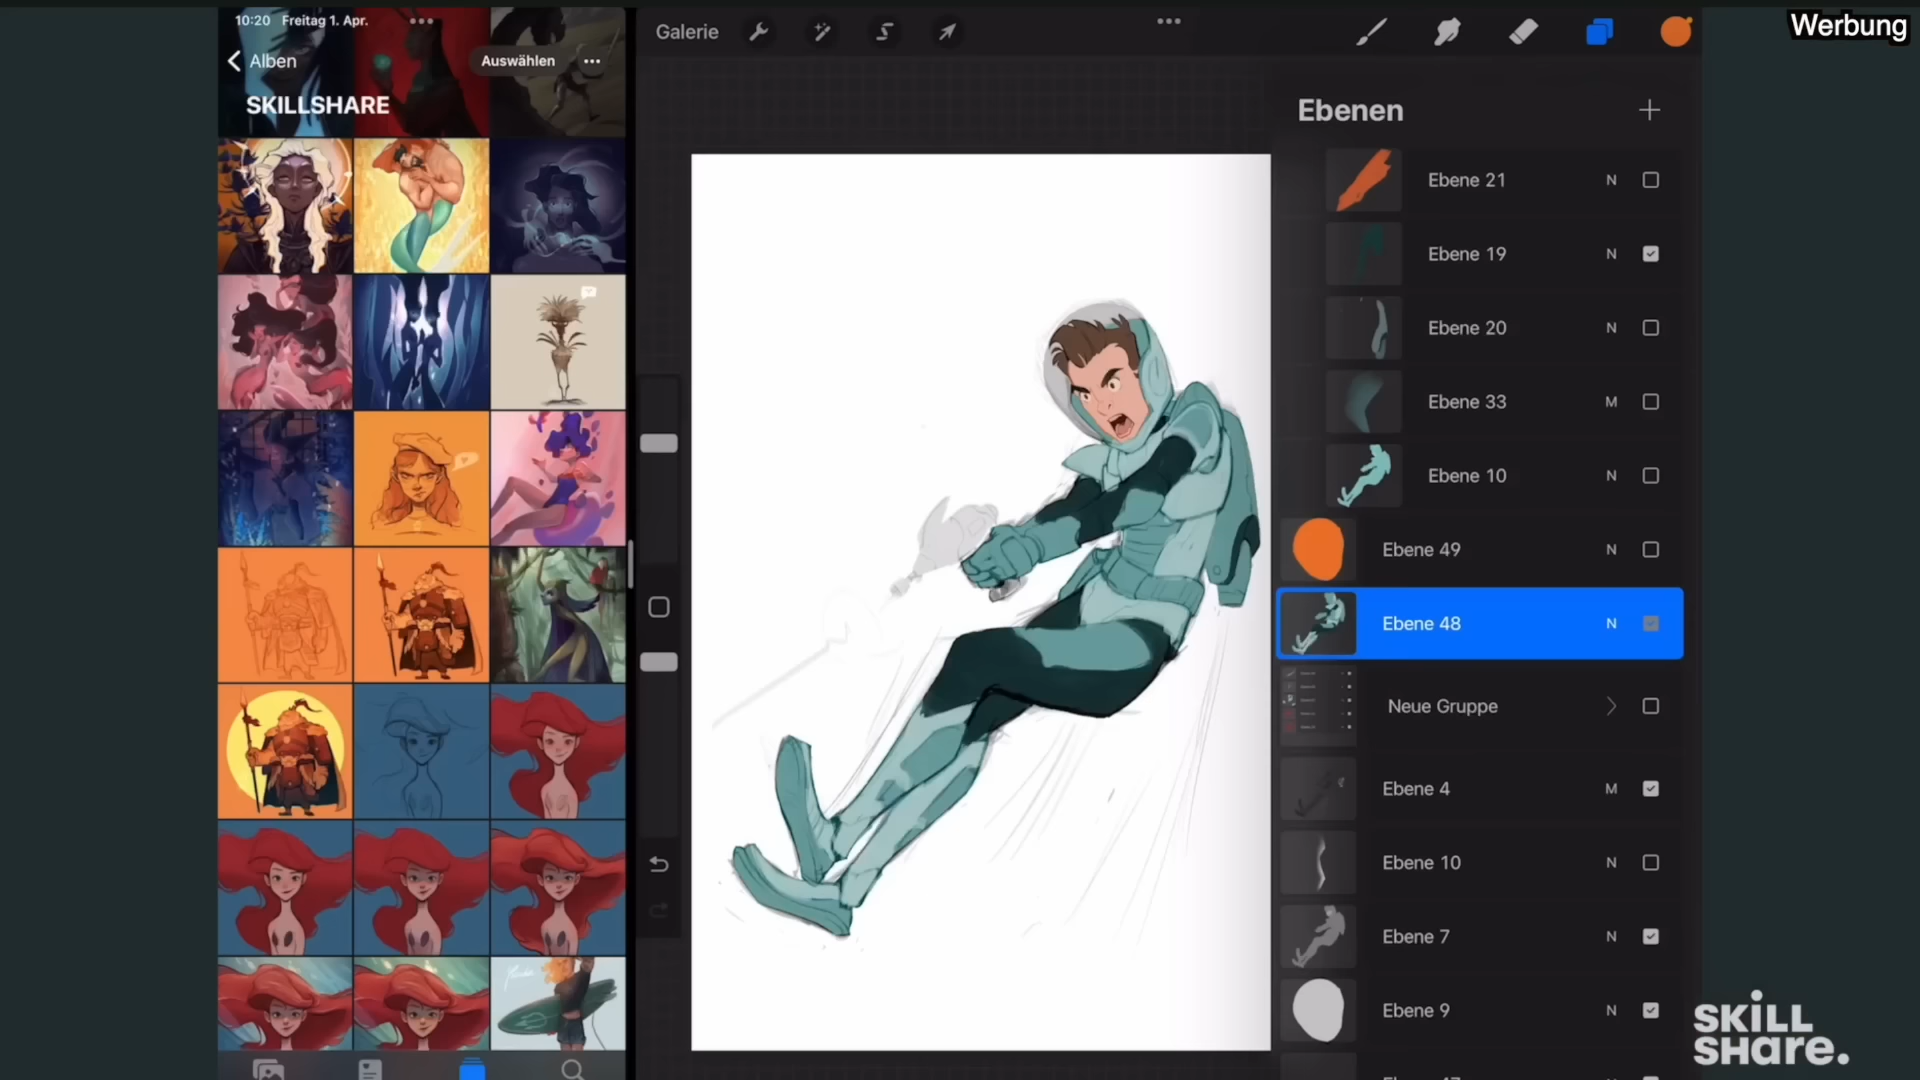 10:20 Freitag 1. Apr.
Alben
Auswählen
SKILLSHARE
Galerie
Werbung
Ebenen
Ebene 21 N
Ebene 19 N
Ebene 20 N
Ebene 33 M
Ebene 10 N
Ebene 49 N
Ebene 48 N
Neue Gruppe
Ebene 4 M
Ebene 10 N
Ebene 7 N
Ebene 9 N
SKILL
SHare.